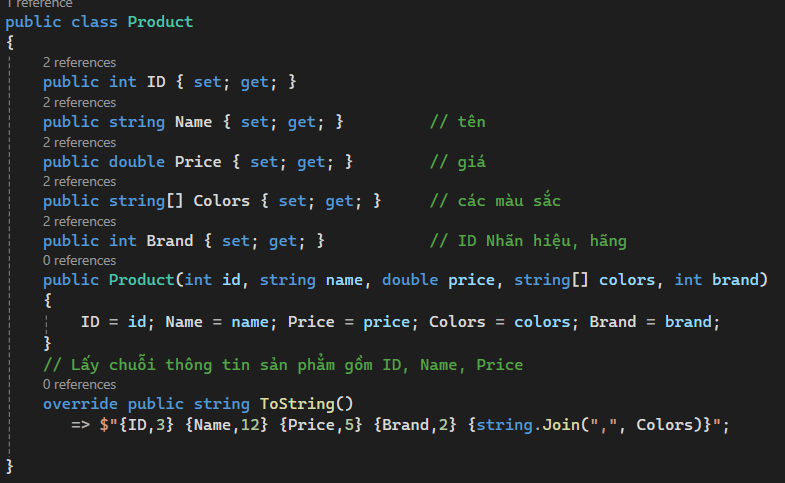 1 reference
public class Product
{
2 references
public int ID { set; get; }
2 references
public string Name { set; get; } // tên
2 references
public double Price { set; get; } // giá
2 references
public string[] Colors { set; get; } // các màu sắc
2 references
public int Brand { set; get; } // ID Nhãn hiệu, hãng
0 references
public Product(int id, string name, double price, string[] colors, int brand)
{
ID = id; Name = name; Price = price; Colors = colors; Brand = brand;
}
// Lấy chuỗi thông tin sản phẳm gồm ID, Name, Price
0 references
override public string ToString()
=> $"{ID,3} {Name,12} {Price,5} {Brand,2} {string.Join(",", Colors)}";
}